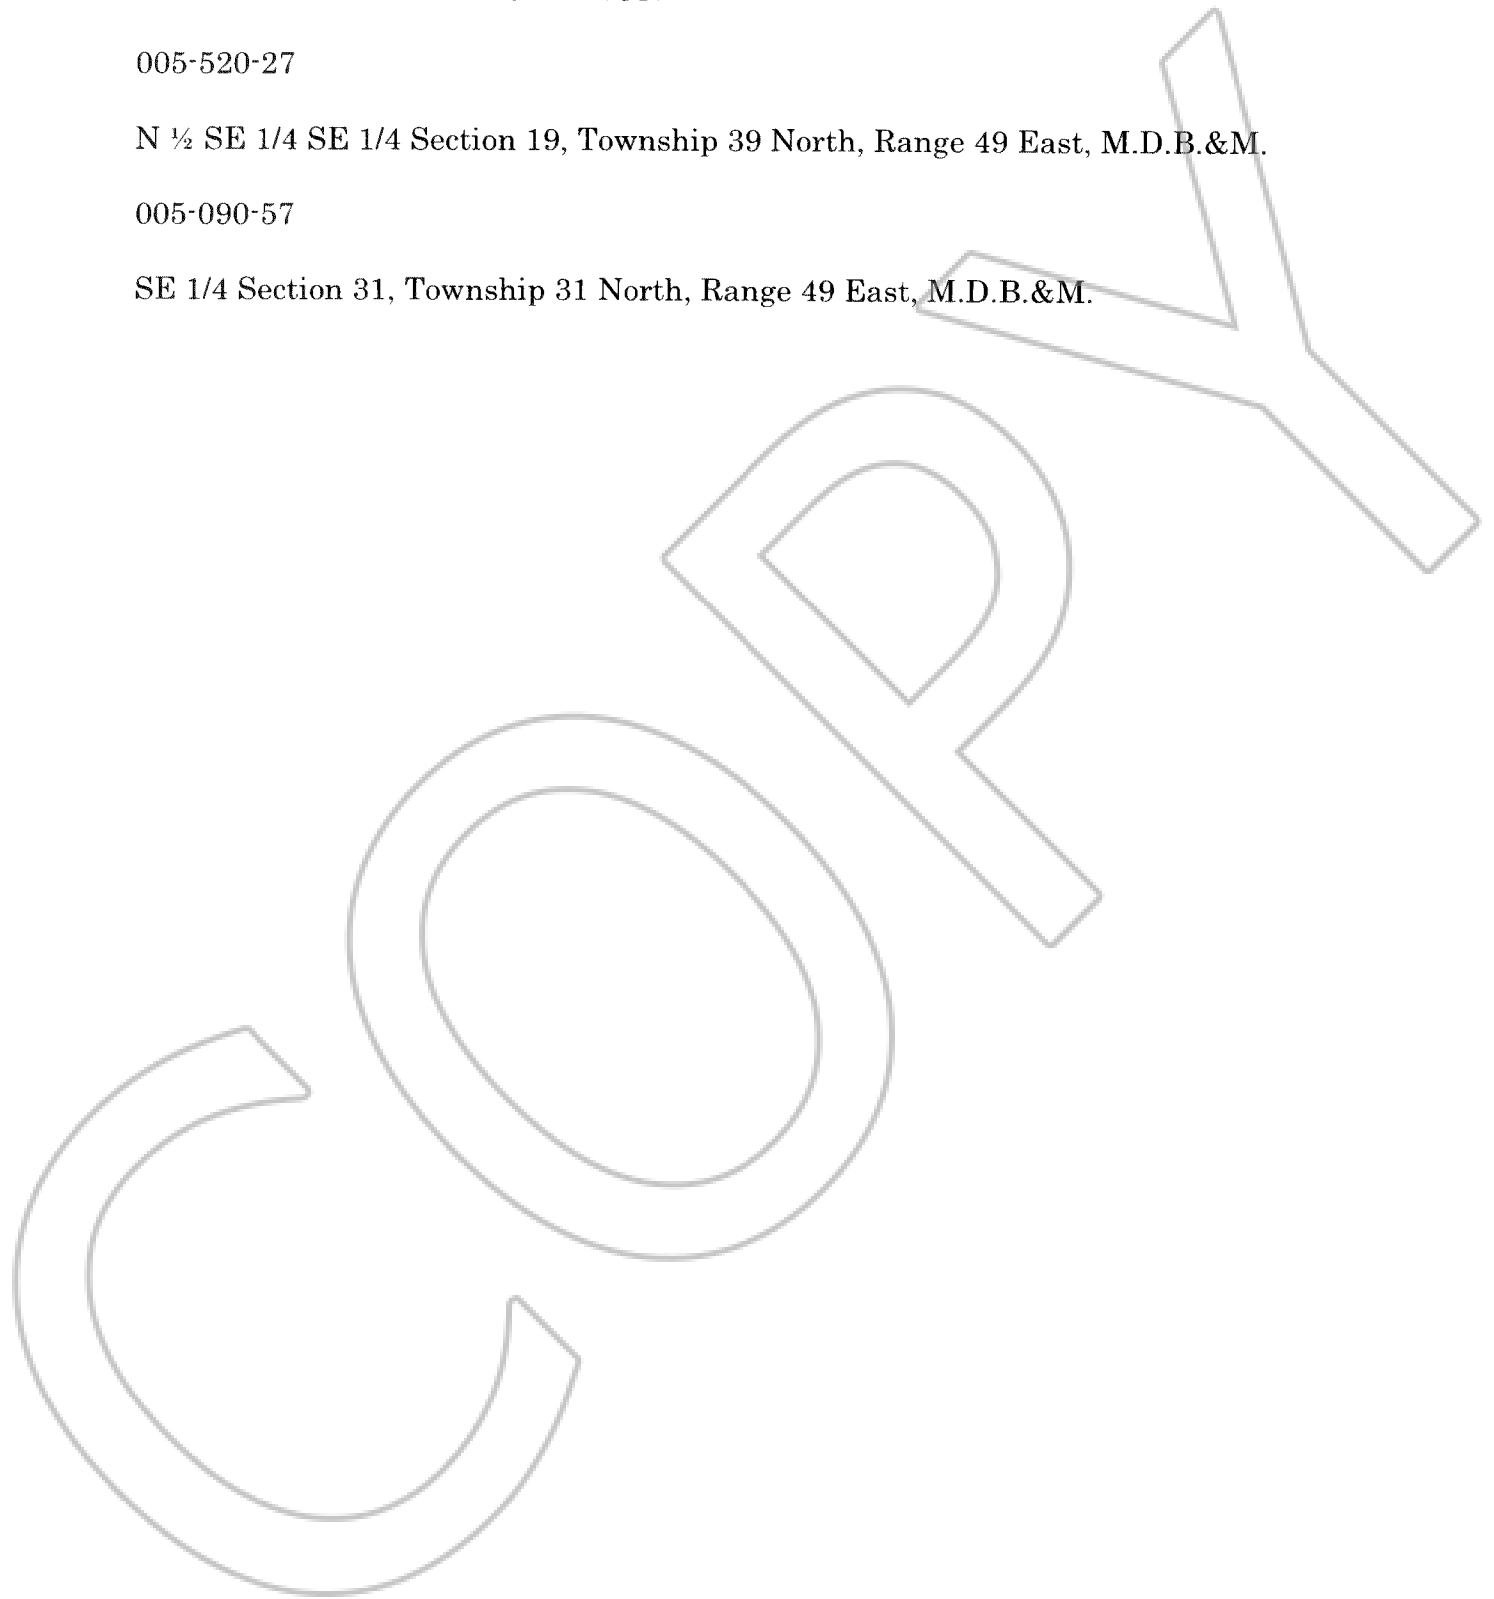 005-520-27
N ½ SE 1/4 SE 1/4 Section 19, Township 39 North, Range 49 East, M.D.B.&M.
005-090-57
SE 1/4 Section 31, Township 31 North, Range 49 East, M.D.B.&M.
COPY